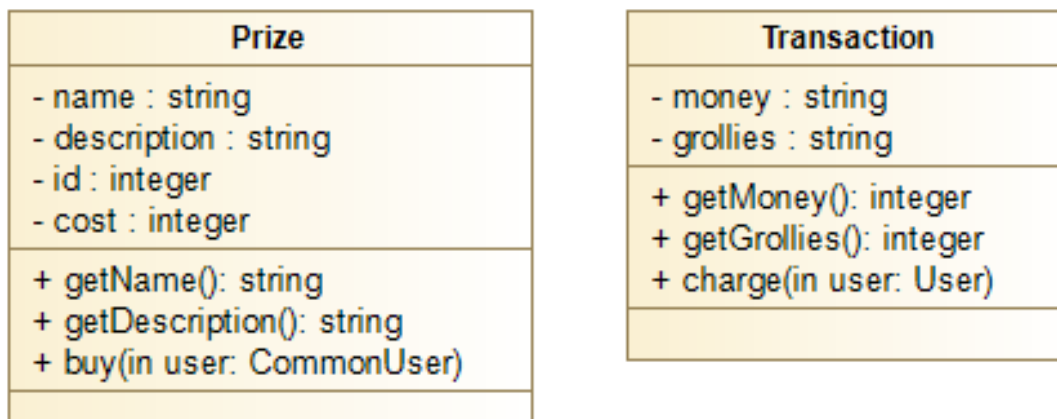 Prize
- name : string
- description : string
- id : integer
- cost : integer
+ getName(): string
+ getDescription(): string
+ buy(in user: CommonUser)
Transaction
- money : string
- grollies : string
+ getMoney(): integer
+ getGrollies(): integer
+ charge(in user: User)